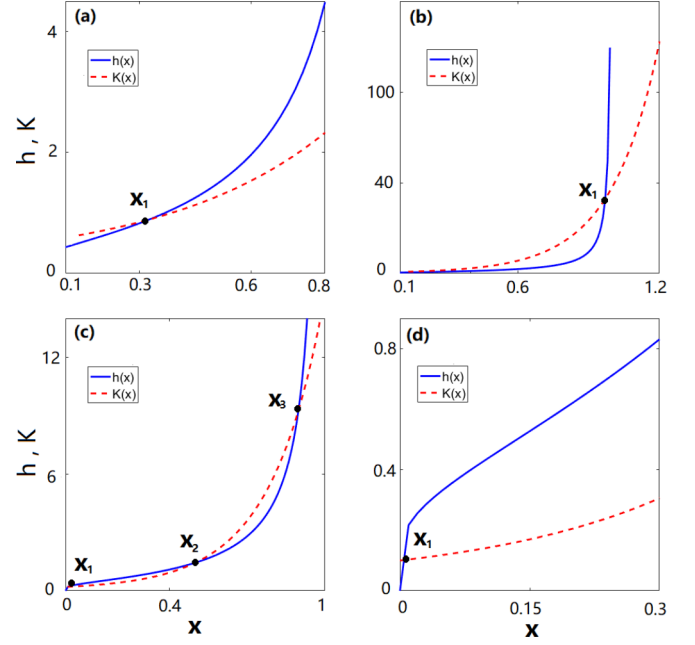 (a)
h(x)
K(x)
X₁
4
2
0
0.1
0.3
0.6
0.8
h , K
(b)
h(x)
K(x)
X₁
100
40
0
0.1
0.6
1.2
(c)
h(x)
K(x)
X₃
X₂
X₁
12
6
0
0
0.4
1
h , K
x
(d)
h(x)
K(x)
X₁
0.8
0.4
0
0
0.15
0.3
x